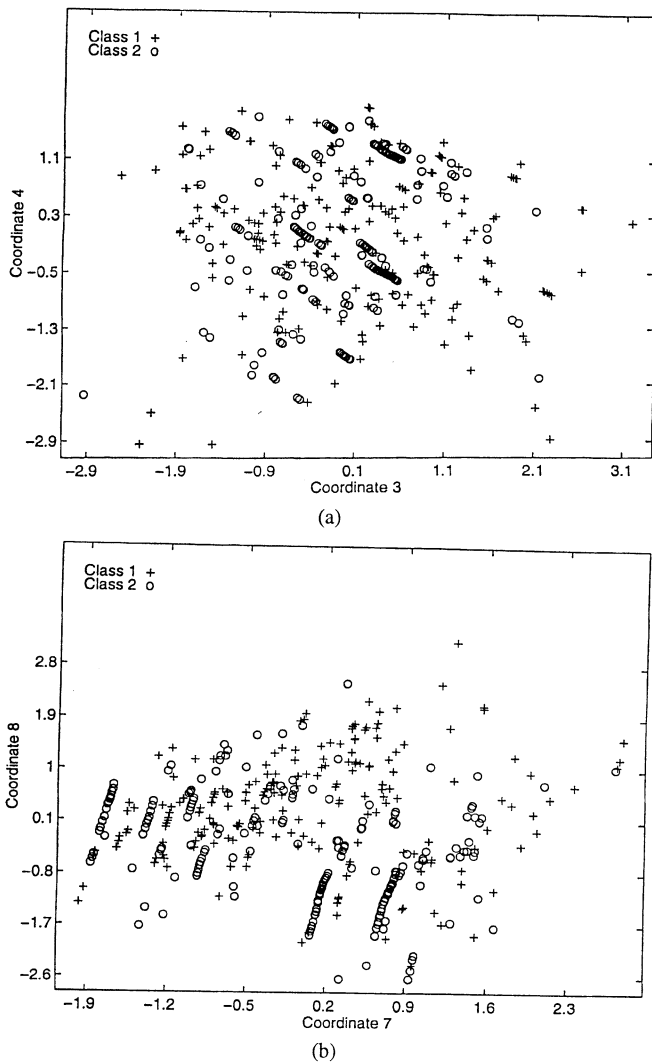 Class 1 +
Class 2 o
Coordinate 4
1.1
0.3
−0.5
−1.3
−2.1
−2.9
−2.9 −1.9 −0.9 0.1 1.1 2.1 3.1
Coordinate 3
(a)
Class 1 +
Class 2 o
Coordinate 8
2.8
1.9
1
0.1
−0.8
−1.7
−2.6
−1.9 −1.2 −0.5 0.2 0.9 1.6 2.3
Coordinate 7
(b)